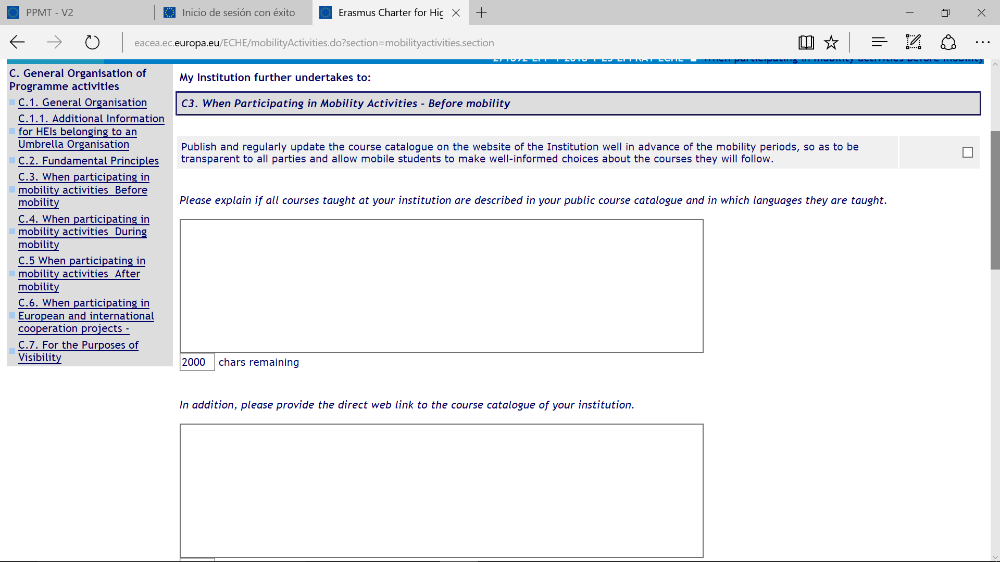 PPMT - V2
Inicio de sesión con éxito
Erasmus Charter for Hig
eacea.ec.europa.eu/ECHE/mobilityActivities.do?section=mobilityactivities.section
When participating in mobility activities Before mobility
C. General Organisation of
Programme activities
C.1. General Organisation
C.1.1. Additional Information
for HEIs belonging to an
Umbrella Organisation
C.2. Fundamental Principles
C.3. When participating in
mobility activities Before
mobility
C.4. When participating in
mobility activities During
mobility
C.5 When participating in
mobility activities After
mobility
C.6. When participating in
European and international
cooperation projects -
C.7. For the Purposes of
Visibility
My Institution further undertakes to:
C3. When Participating in Mobility Activities - Before mobility
Publish and regularly update the course catalogue on the website of the Institution well in advance of the mobility periods, so as to be
transparent to all parties and allow mobile students to make well-informed choices about the courses they will follow.
Please explain if all courses taught at your institution are described in your public course catalogue and in which languages they are taught.
2000 chars remaining
In addition, please provide the direct web link to the course catalogue of your institution.